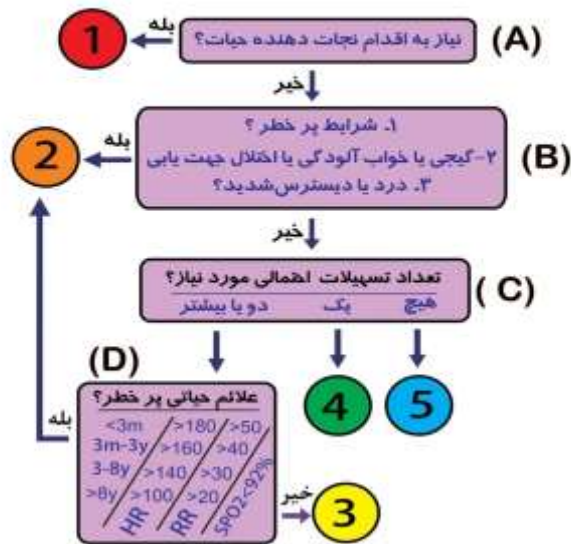 (A) نیاز به اقدام نجات دهنده حیات؟
بله
1
خیر
(B)
۱. شرایط پر خطر ؟
۲-گیجی یا خواب آلودگی یا اختلال جهت یابی
۳. درد یا دیسترس شدید؟
بله
2
خیر
(C)
تعداد تسهیلات احتمالی مورد نیاز؟
هیچ یک دو یا بیشتر
4 5
(D)
علائم حیاتی پر خطر؟
<3m >180 >50
3m-3y >160 >40
3-8y >140 >30
>8y >100 >20
HR RR SPO2<92%
بله
خیر
3